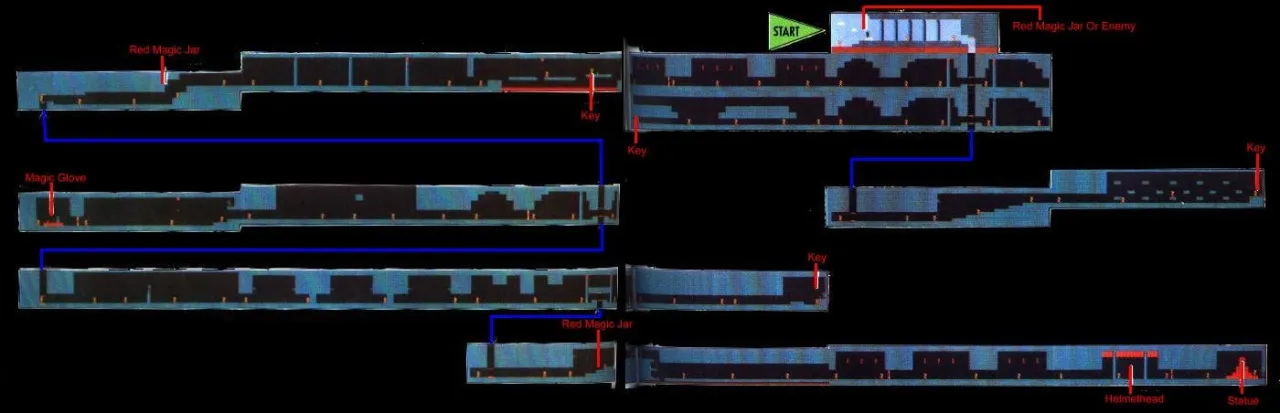 START
Red Magic Jar Or Enemy
Red Magic Jar
Key
Key
Key
Magic Glove
Key
Red Magic Jar
Helmethead
Statue